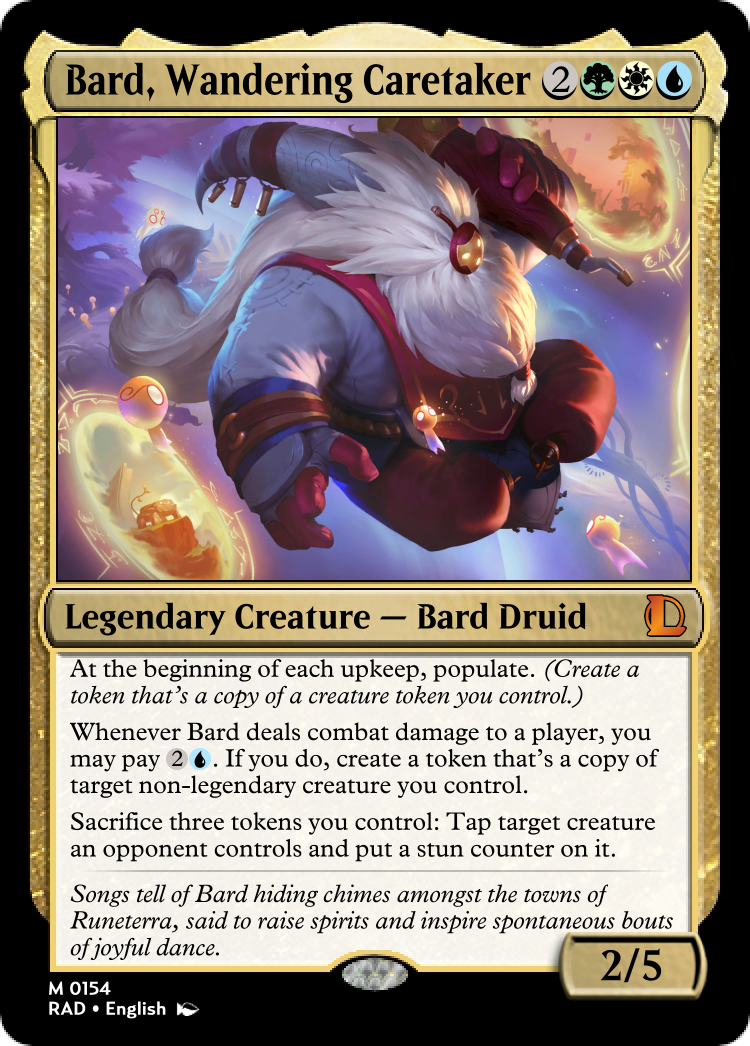 Bard, Wandering Caretaker 2
Legendary Creature — Bard Druid
At the beginning of each upkeep, populate. (Create a
token that's a copy of a creature token you control.)
Whenever Bard deals combat damage to a player, you
may pay 2. If you do, create a token that's a copy of
target non-legendary creature you control.
Sacrifice three tokens you control: Tap target creature
an opponent controls and put a stun counter on it.
Songs tell of Bard hiding chimes amongst the towns of
Runeterra, said to raise spirits and inspire spontaneous bouts
of joyful dance.
2/5
M 0154
RAD • English